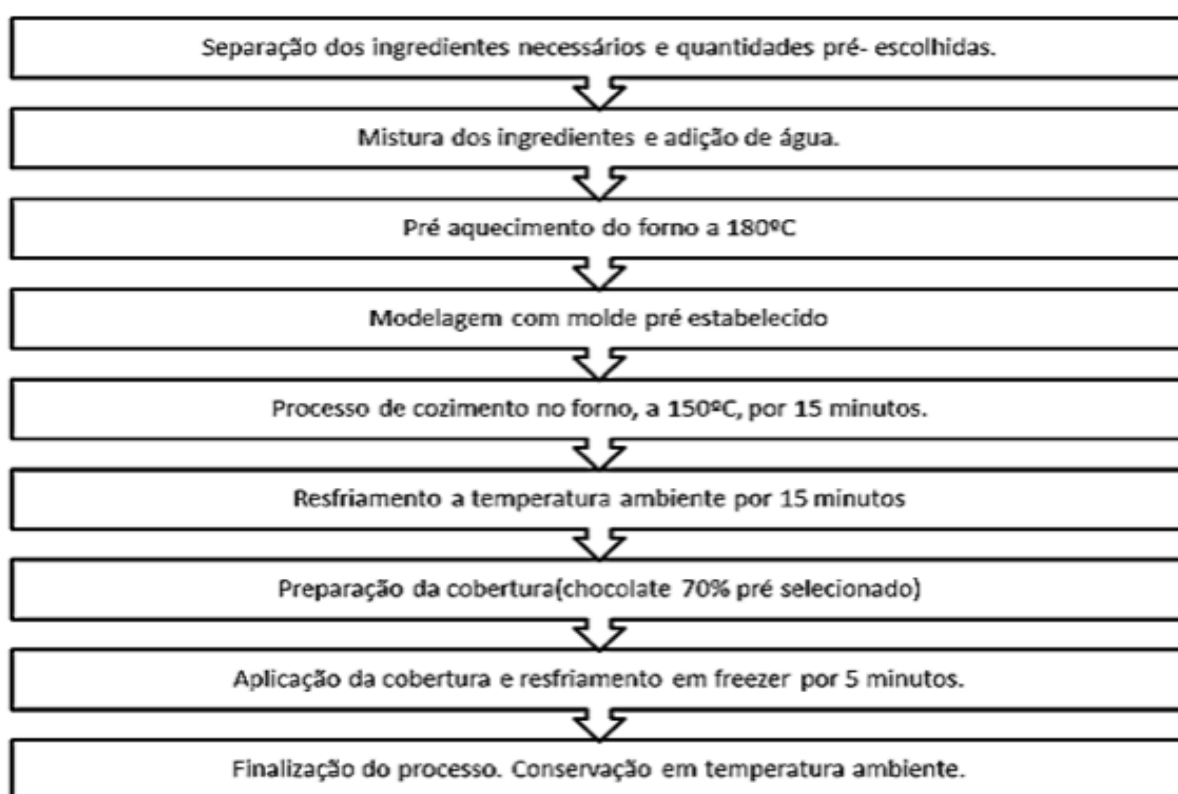 Separação dos ingredientes necessários e quantidades pré- escolhidas.
Mistura dos ingredientes e adição de água.
Pré aquecimento do forno a 180ºC
Modelagem com molde pré estabelecido
Processo de cozimento no forno, a 150ºC, por 15 minutos.
Resfriamento a temperatura ambiente por 15 minutos
Preparação da cobertura(chocolate 70% pré selecionado)
Aplicação da cobertura e resfriamento em freezer por 5 minutos.
Finalização do processo. Conservação em temperatura ambiente.